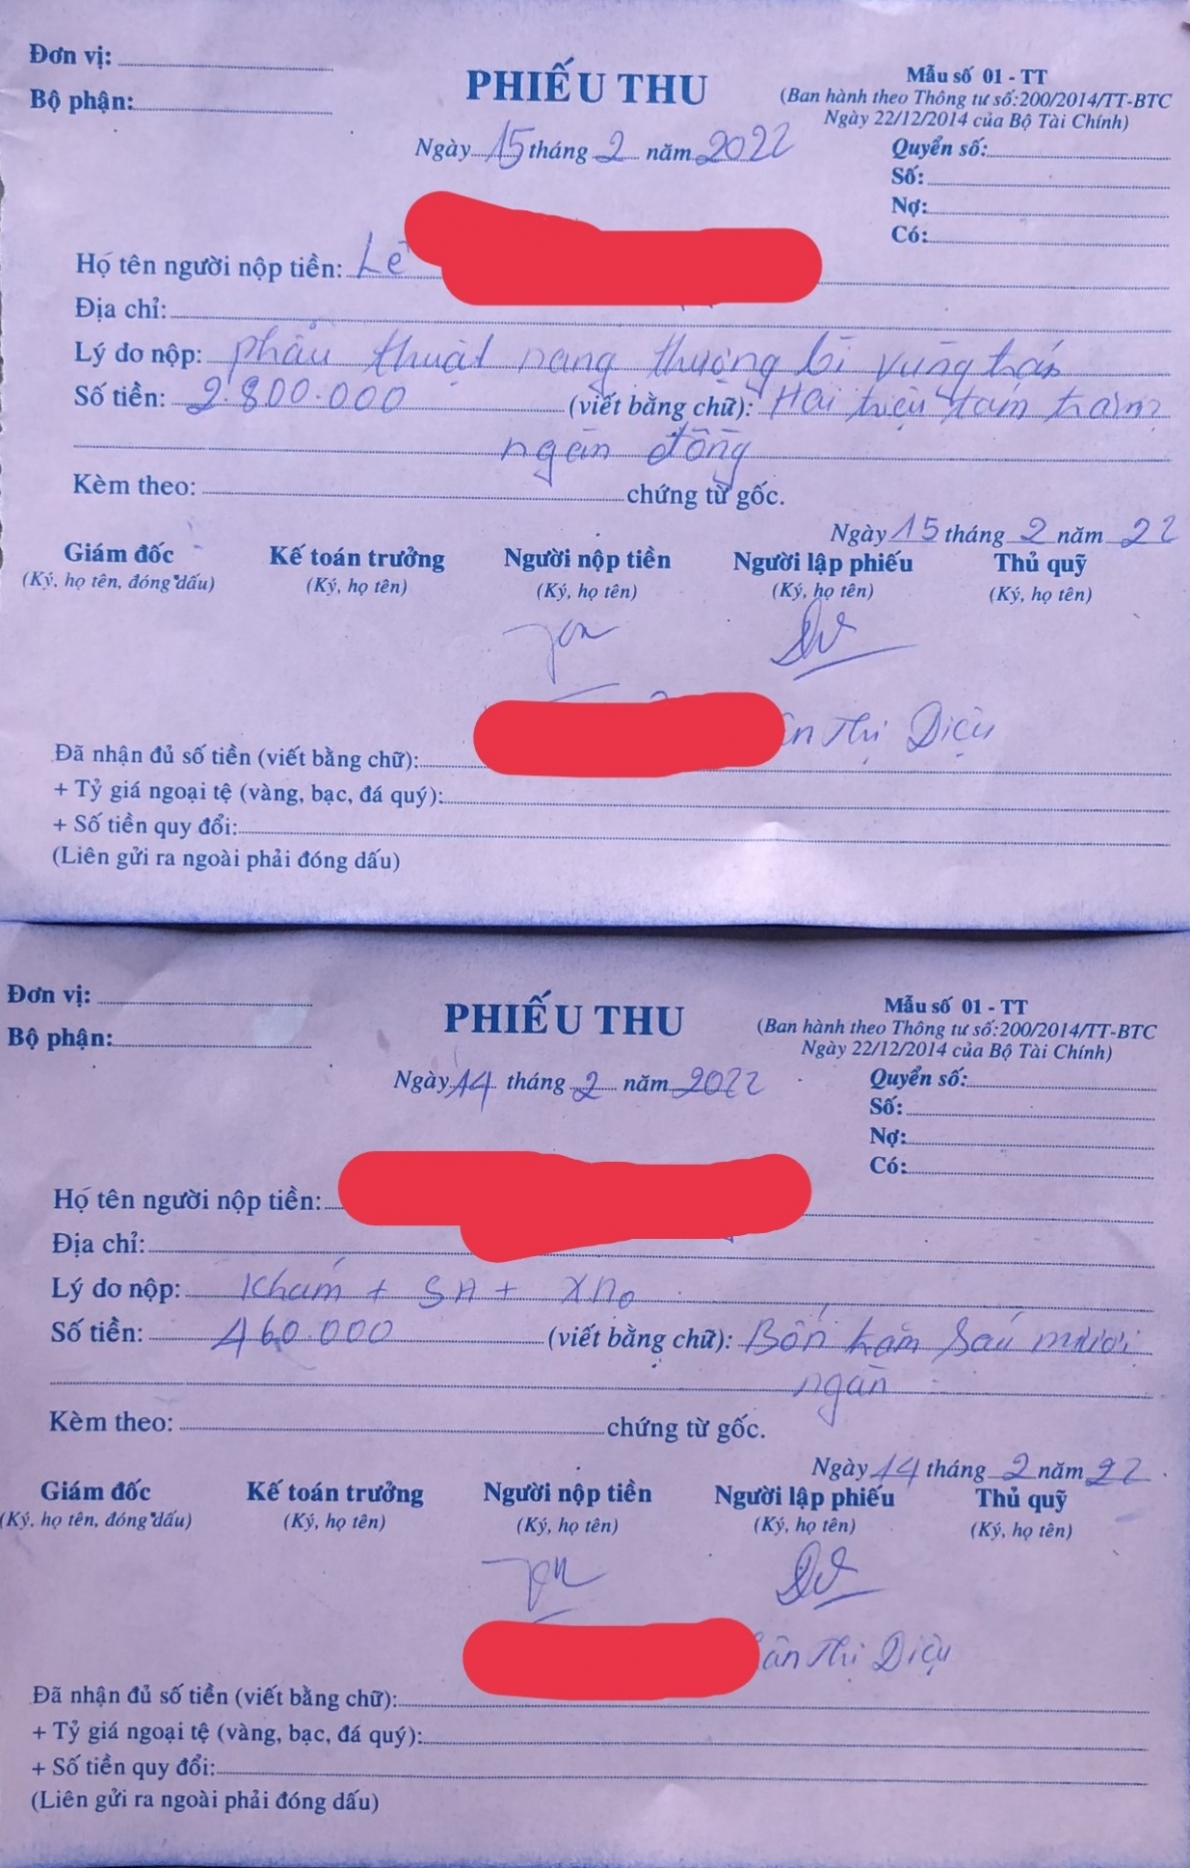 Đơn vị:
PHIẾU THU
Mẫu số 01 - TT
Bộ phận:
(Ban hành theo Thông tư số:200/2014/TT-BTC
Ngày 22/12/2014 của Bộ Tài Chính)
Ngày 15 tháng 2 năm 2022
Quyển số:
Số:
Nợ:
Có:
Họ tên người nộp tiền: Lê
Địa chỉ:
Lý do nộp: phẫu thuật nang thượng bì vùng trán
Số tiền: 2.800.000 (viết bằng chữ): Hai triệu tám trăm
ngàn đồng
Kèm theo: chứng từ gốc.
Ngày 15 tháng 2 năm 22
Giám đốc Kế toán trưởng Người nộp tiền Người lập phiếu Thủ quỹ
(Ký, họ tên, đóng dấu) (Ký, họ tên) (Ký, họ tên) (Ký, họ tên) (Ký, họ tên)
Thị Diệu
Đã nhận đủ số tiền (viết bằng chữ):
+ Tỷ giá ngoại tệ (vàng, bạc, đá quý):
+ Số tiền quy đổi:
(Liên gửi ra ngoài phải đóng dấu)
Đơn vị:
PHIẾU THU
Mẫu số 01 - TT
Bộ phận:
(Ban hành theo Thông tư số:200/2014/TT-BTC
Ngày 22/12/2014 của Bộ Tài Chính)
Ngày 14 tháng 2 năm 2022
Quyển số:
Số:
Nợ:
Có:
Họ tên người nộp tiền:
Địa chỉ:
Lý do nộp: Khám + SA +
Số tiền: 460.000 (viết bằng chữ): Bốn trăm sáu mươi
ngàn
Kèm theo: chứng từ gốc.
Ngày 14 tháng 2 năm 22
Giám đốc Kế toán trưởng Người nộp tiền Người lập phiếu Thủ quỹ
(Ký, họ tên, đóng dấu) (Ký, họ tên) (Ký, họ tên) (Ký, họ tên) (Ký, họ tên)
Thị Diệu
Đã nhận đủ số tiền (viết bằng chữ):
+ Tỷ giá ngoại tệ (vàng, bạc, đá quý):
+ Số tiền quy đổi:
(Liên gửi ra ngoài phải đóng dấu)